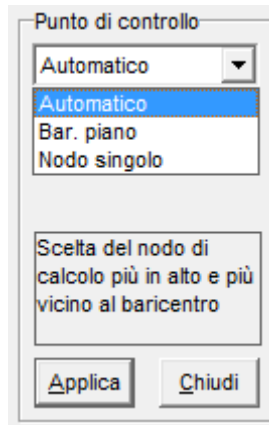 Punto di controllo
Automatico
Automatico
Bar. piano
Nodo singolo
Scelta del nodo di
calcolo più in alto e più
vicino al baricentro
Applica
Chiudi